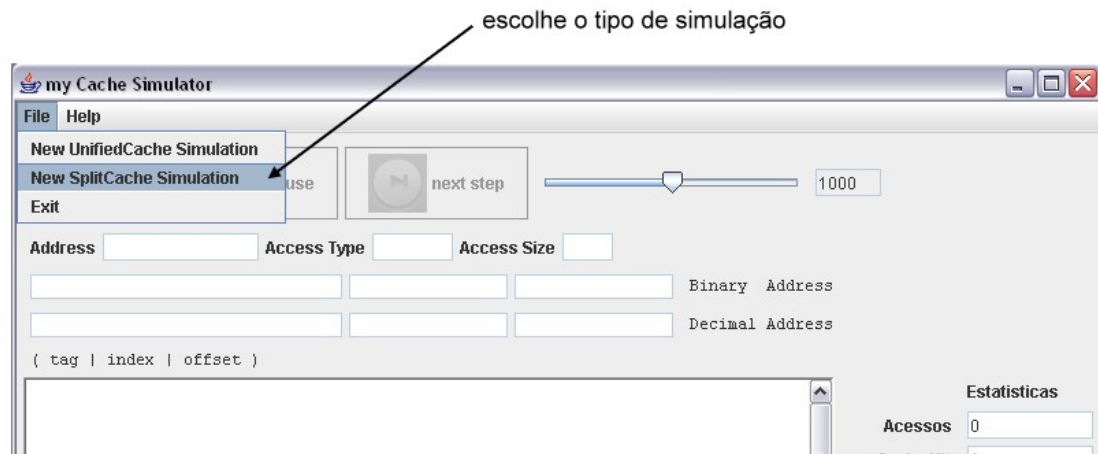 escolhe o tipo de simulação
my Cache Simulator
File Help
New UnifiedCache Simulation
New SplitCache Simulation
Exit
next step
1000
Address Access Type Access Size
Binary Address
Decimal Address
( tag | index | offset )
Estatisticas
Acessos 0